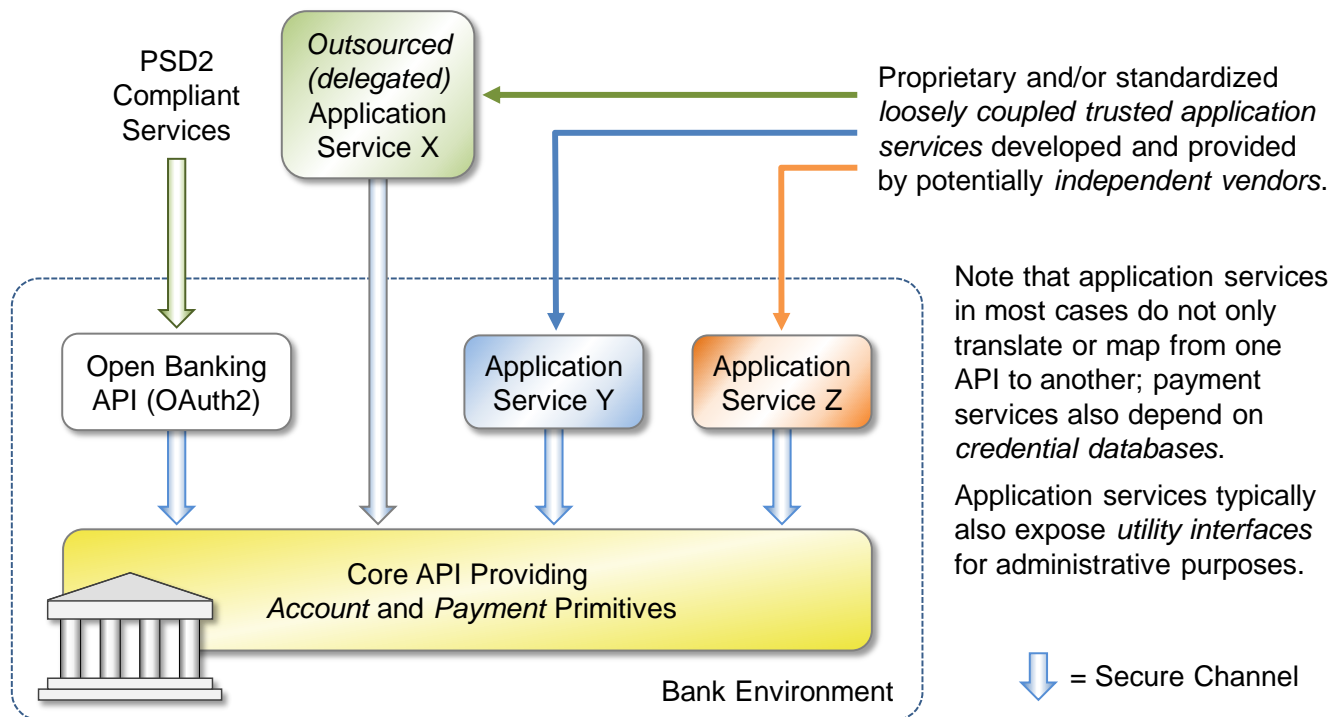 PSD2
Compliant
Services
Outsourced
(delegated)
Application
Service X
Proprietary and/or standardized
loosely coupled trusted application
services developed and provided
by potentially independent vendors.
Open Banking
API (OAuth2)
Application
Service Y
Application
Service Z
Note that application services
in most cases do not only
translate or map from one
API to another; payment
services also depend on
credential databases.
Application services typically
also expose utility interfaces
for administrative purposes.
Core API Providing
Account and Payment Primitives
Bank Environment
= Secure Channel